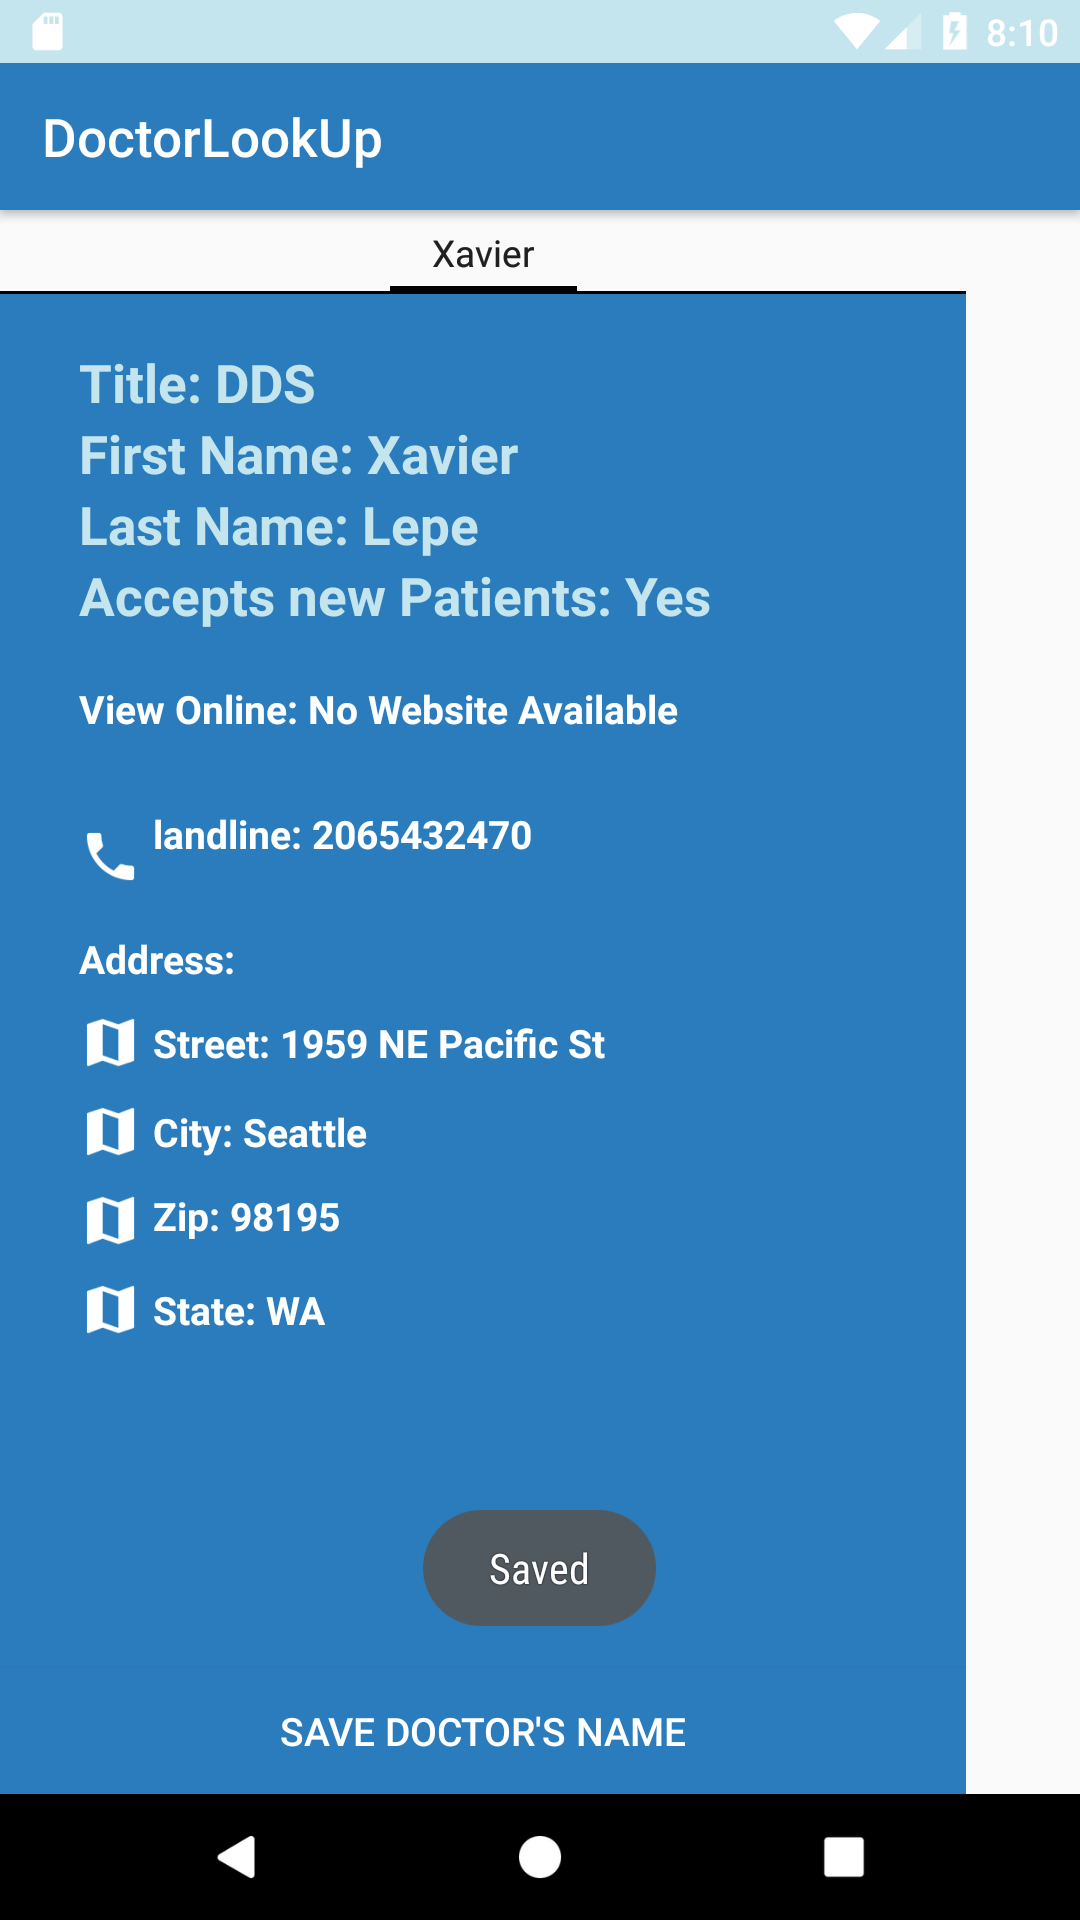 8:10
DoctorLookUp
Xavier
Title: DDS
First Name: Xavier
Last Name: Lepe
Accepts new Patients: Yes
View Online: No Website Available
landline: 2065432470
Address:
Street: 1959 NE Pacific St
City: Seattle
Zip: 98195
State: WA
Saved
SAVE DOCTOR'S NAME